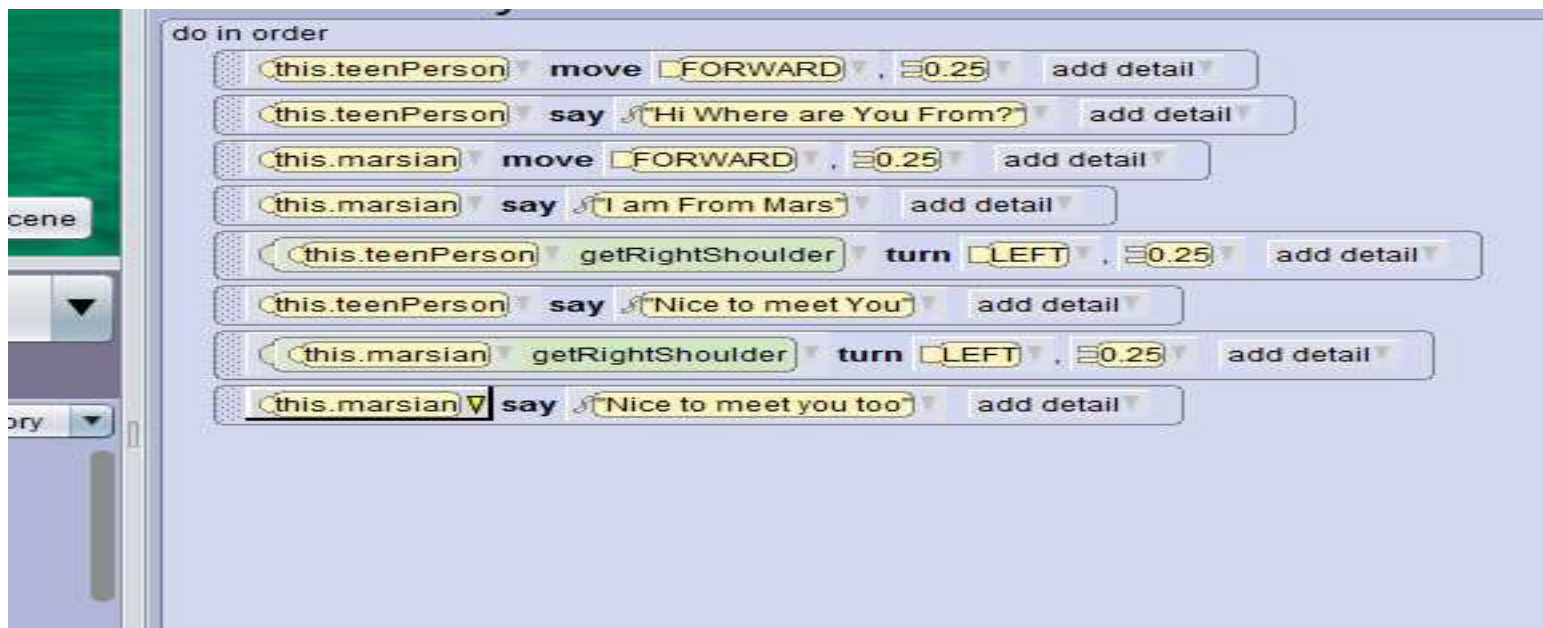 do in order
this.teenPerson move FORWARD , 0.25 add detail
this.teenPerson say "Hi Where are You From?" add detail
this.marsian move FORWARD , 0.25 add detail
this.marsian say "I am From Mars" add detail
cene
this.teenPerson getRightShoulder turn LEFT , 0.25 add detail
this.teenPerson say "Nice to meet You" add detail
this.marsian getRightShoulder turn LEFT , 0.25 add detail
this.marsian say "Nice to meet you too" add detail
ory